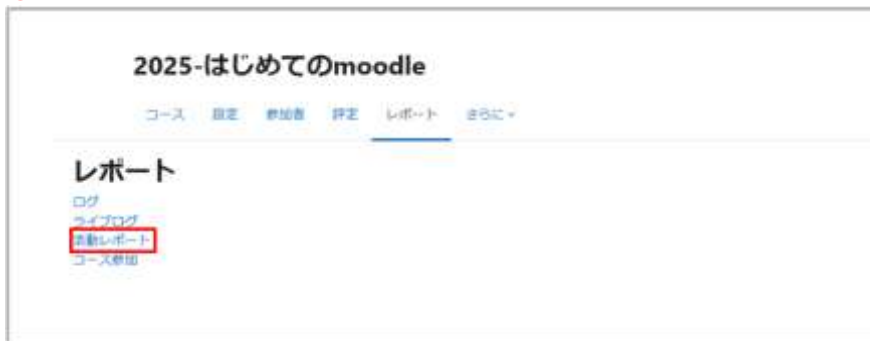 2025-はじめてのmoodle
コース 設定 参加者 評定 レポート さらに
レポート
ログ
ライブログ
活動レポート
コース参加